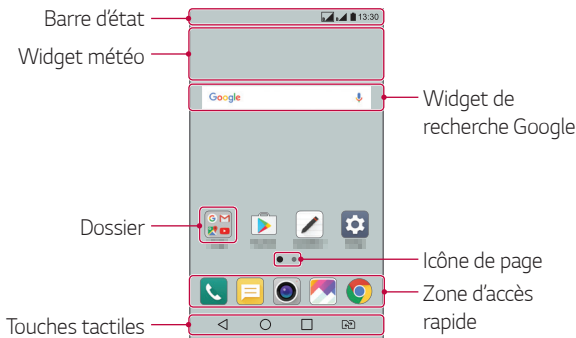 Barre d'état
13:30
Widget météo
Google
Widget de
recherche Google
Dossier
Icône de page
Zone d'accès
rapide
Touches tactiles